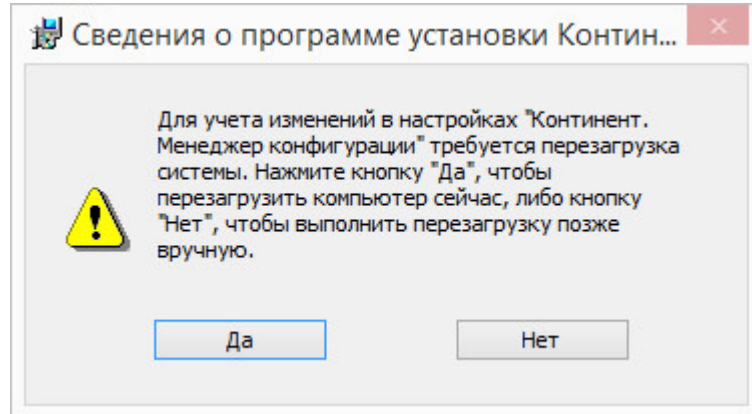 Сведения о программе установки Контин...
Для учета изменений в настройках "Континент.
Менеджер конфигурации" требуется перезагрузка
системы. Нажмите кнопку "Да", чтобы
перезагрузить компьютер сейчас, либо кнопку
"Нет", чтобы выполнить перезагрузку позже
вручную.
Да Нет